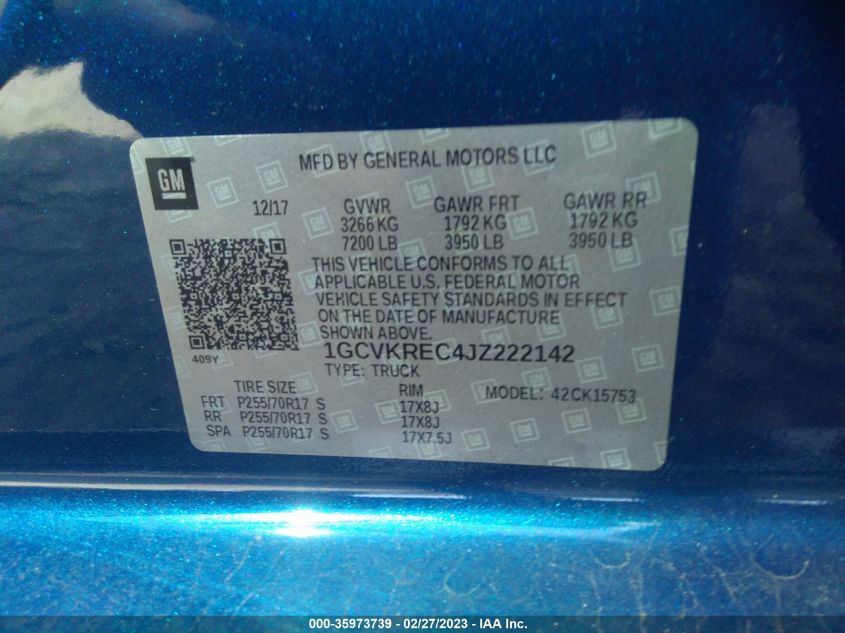 GM
MFD BY GENERAL MOTORS LLC
12/17 GVWR GAWR FRT GAWR RR
3266 KG 1792 KG 1792 KG
7200 LB 3950 LB 3950 LB
THIS VEHICLE CONFORMS TO ALL
APPLICABLE U.S. FEDERAL MOTOR
VEHICLE SAFETY STANDARDS IN EFFECT
ON THE DATE OF MANUFACTURE
SHOWN ABOVE.
409Y 1GCVKREC4JZ222142
TYPE: TRUCK
TIRE SIZE RIM MODEL: 42CK15753
FRT P255/70R17 S 17X8J
RR P255/70R17 S 17X8J
SPA P255/70R17 S 17X7.5J
000-35973739 - 02/27/2023 - IAA Inc.